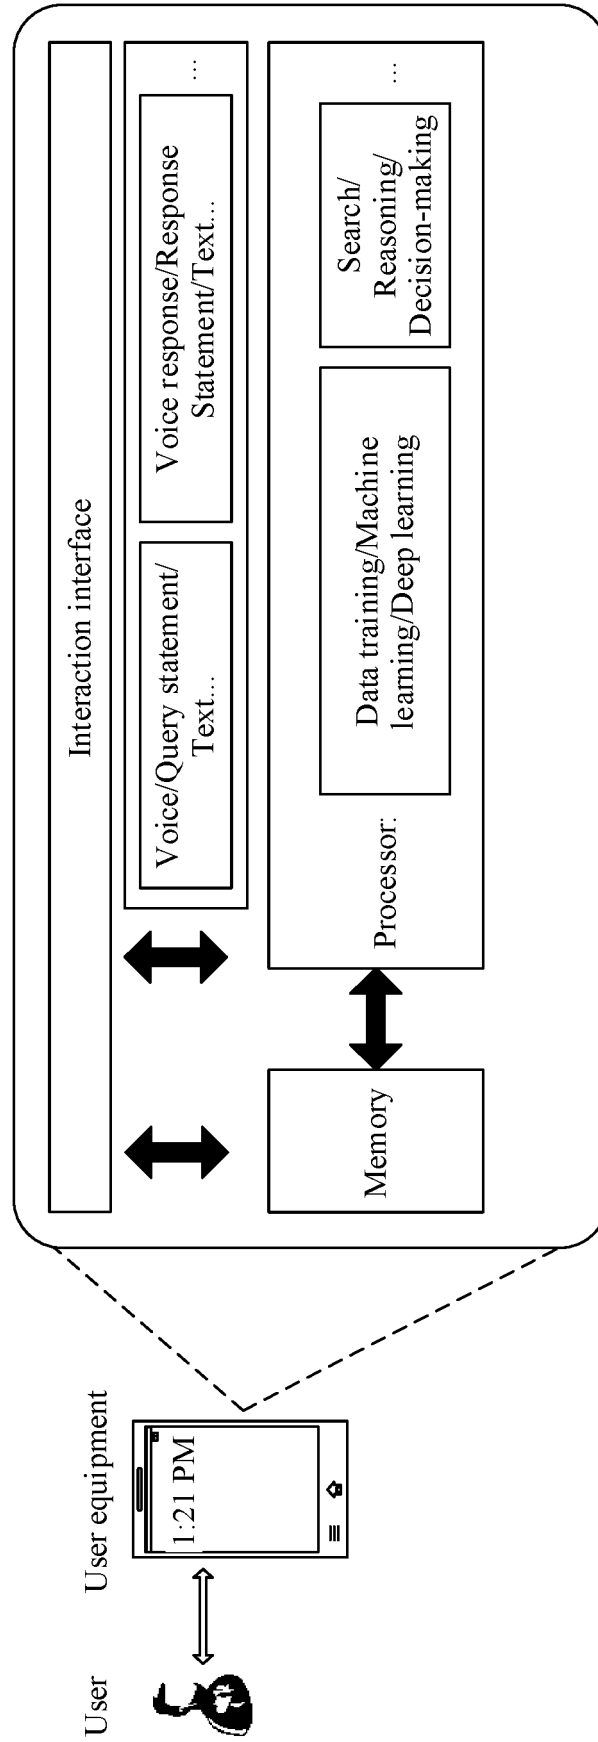 User
User equipment
1:21 PM
Interaction interface
Voice/Query statement/
Text...
Voice response/Response
Statement/Text...
...
Memory
Processor:
Data training/Machine
learning/Deep learning
Search/
Reasoning/
Decision-making
...